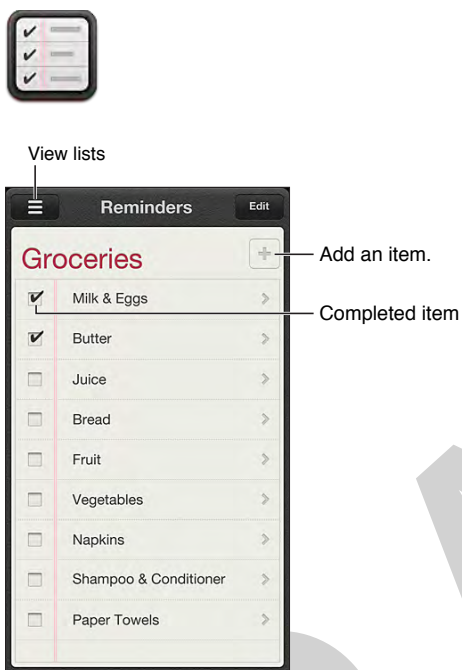 View lists
Reminders
Edit
Groceries
Add an item.
Milk & Eggs
Completed item
Butter
Juice
Bread
Fruit
Vegetables
Napkins
Shampoo & Conditioner
Paper Towels